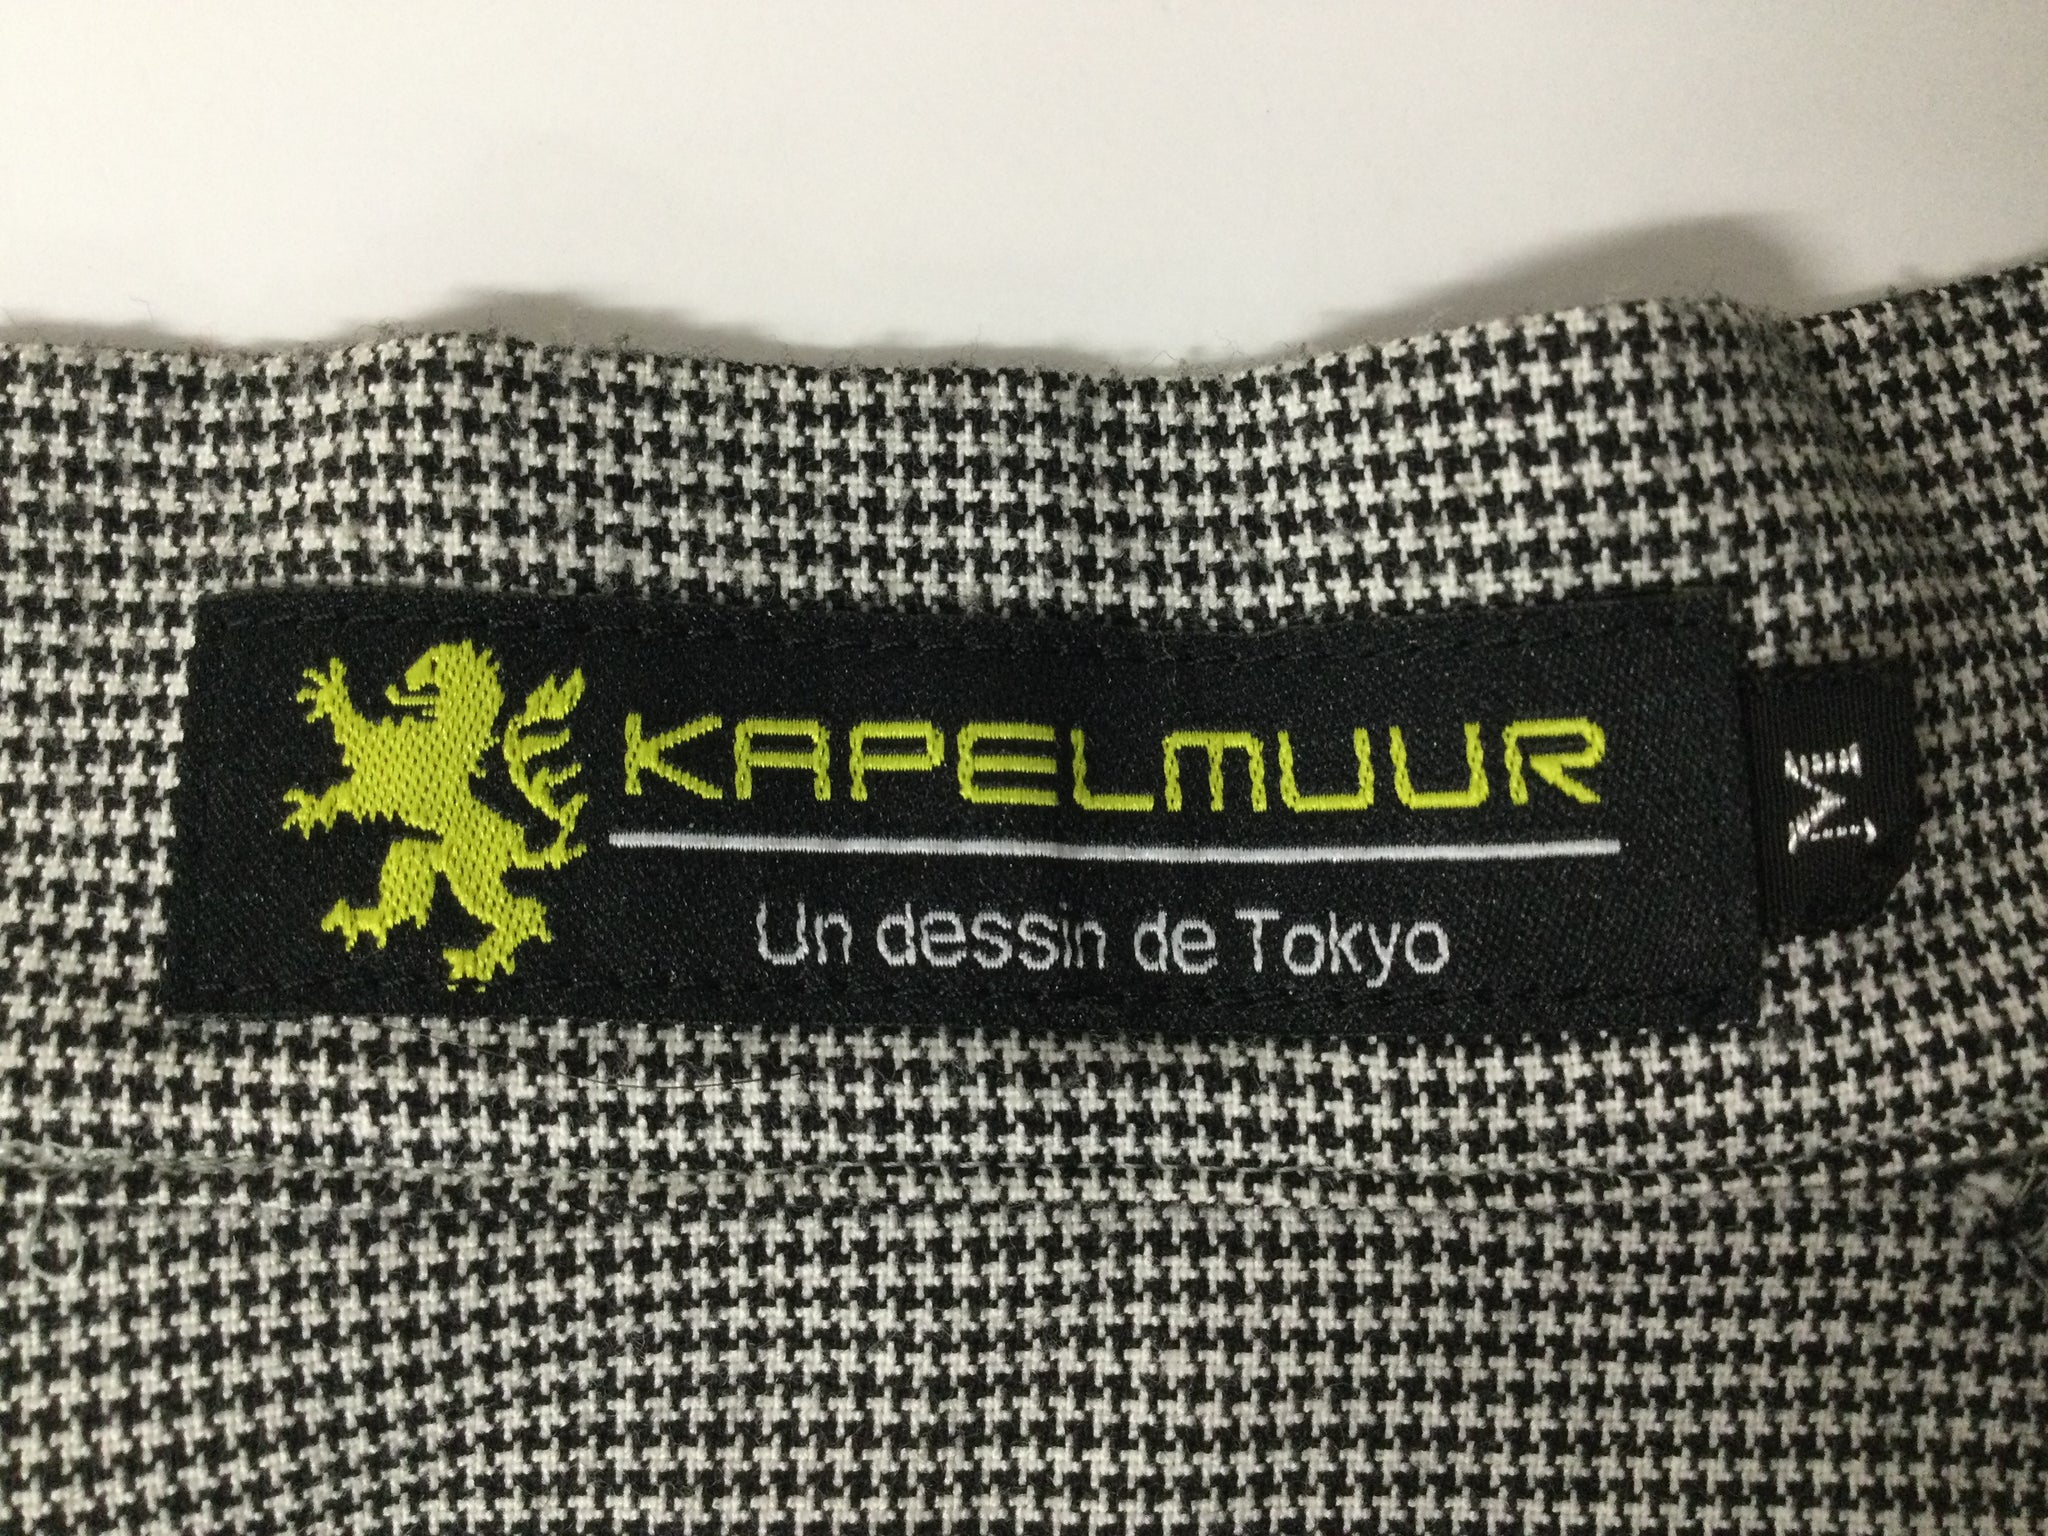 KAPELMUUR
Un dessin de Tokyo
M